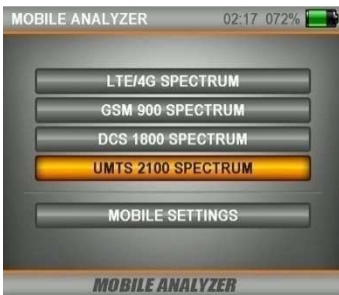 MOBILE ANALYZER 02:17 072%
LTE/4G SPECTRUM
GSM 900 SPECTRUM
DCS 1800 SPECTRUM
UMTS 2100 SPECTRUM
MOBILE SETTINGS
MOBILE ANALYZER